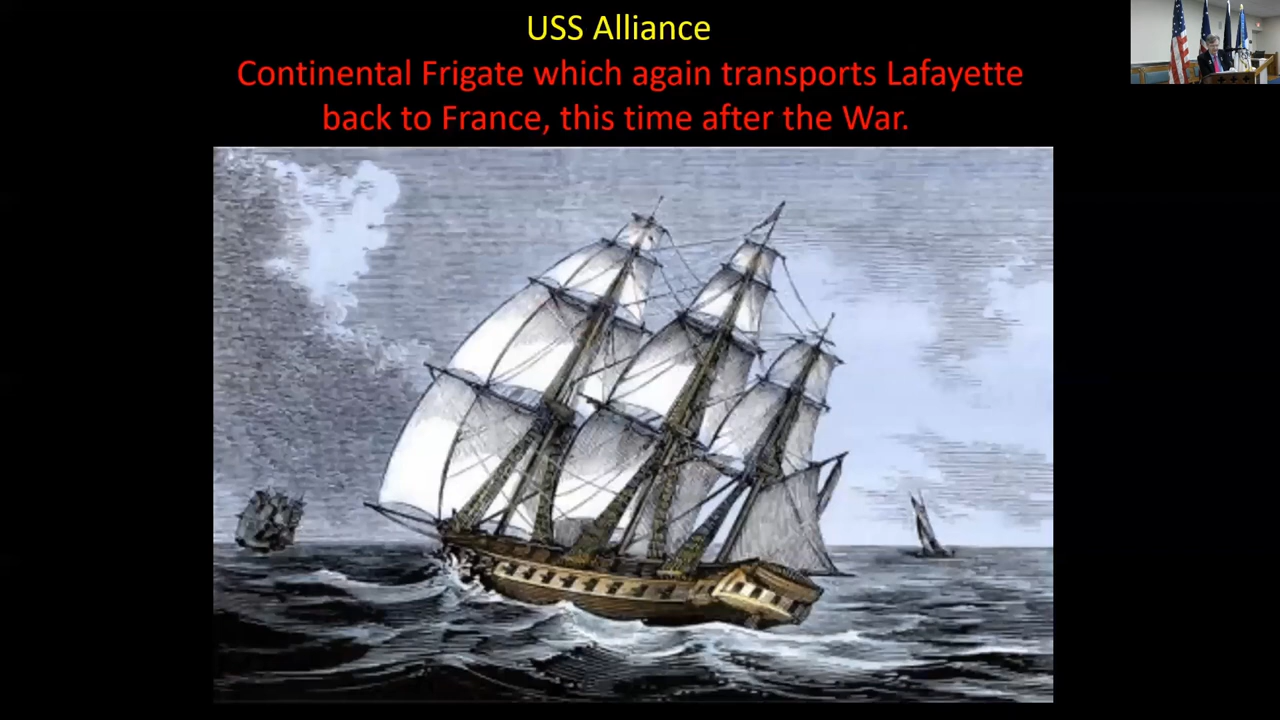 USS Alliance
Continental Frigate which again transports Lafayette
back to France, this time after the War.